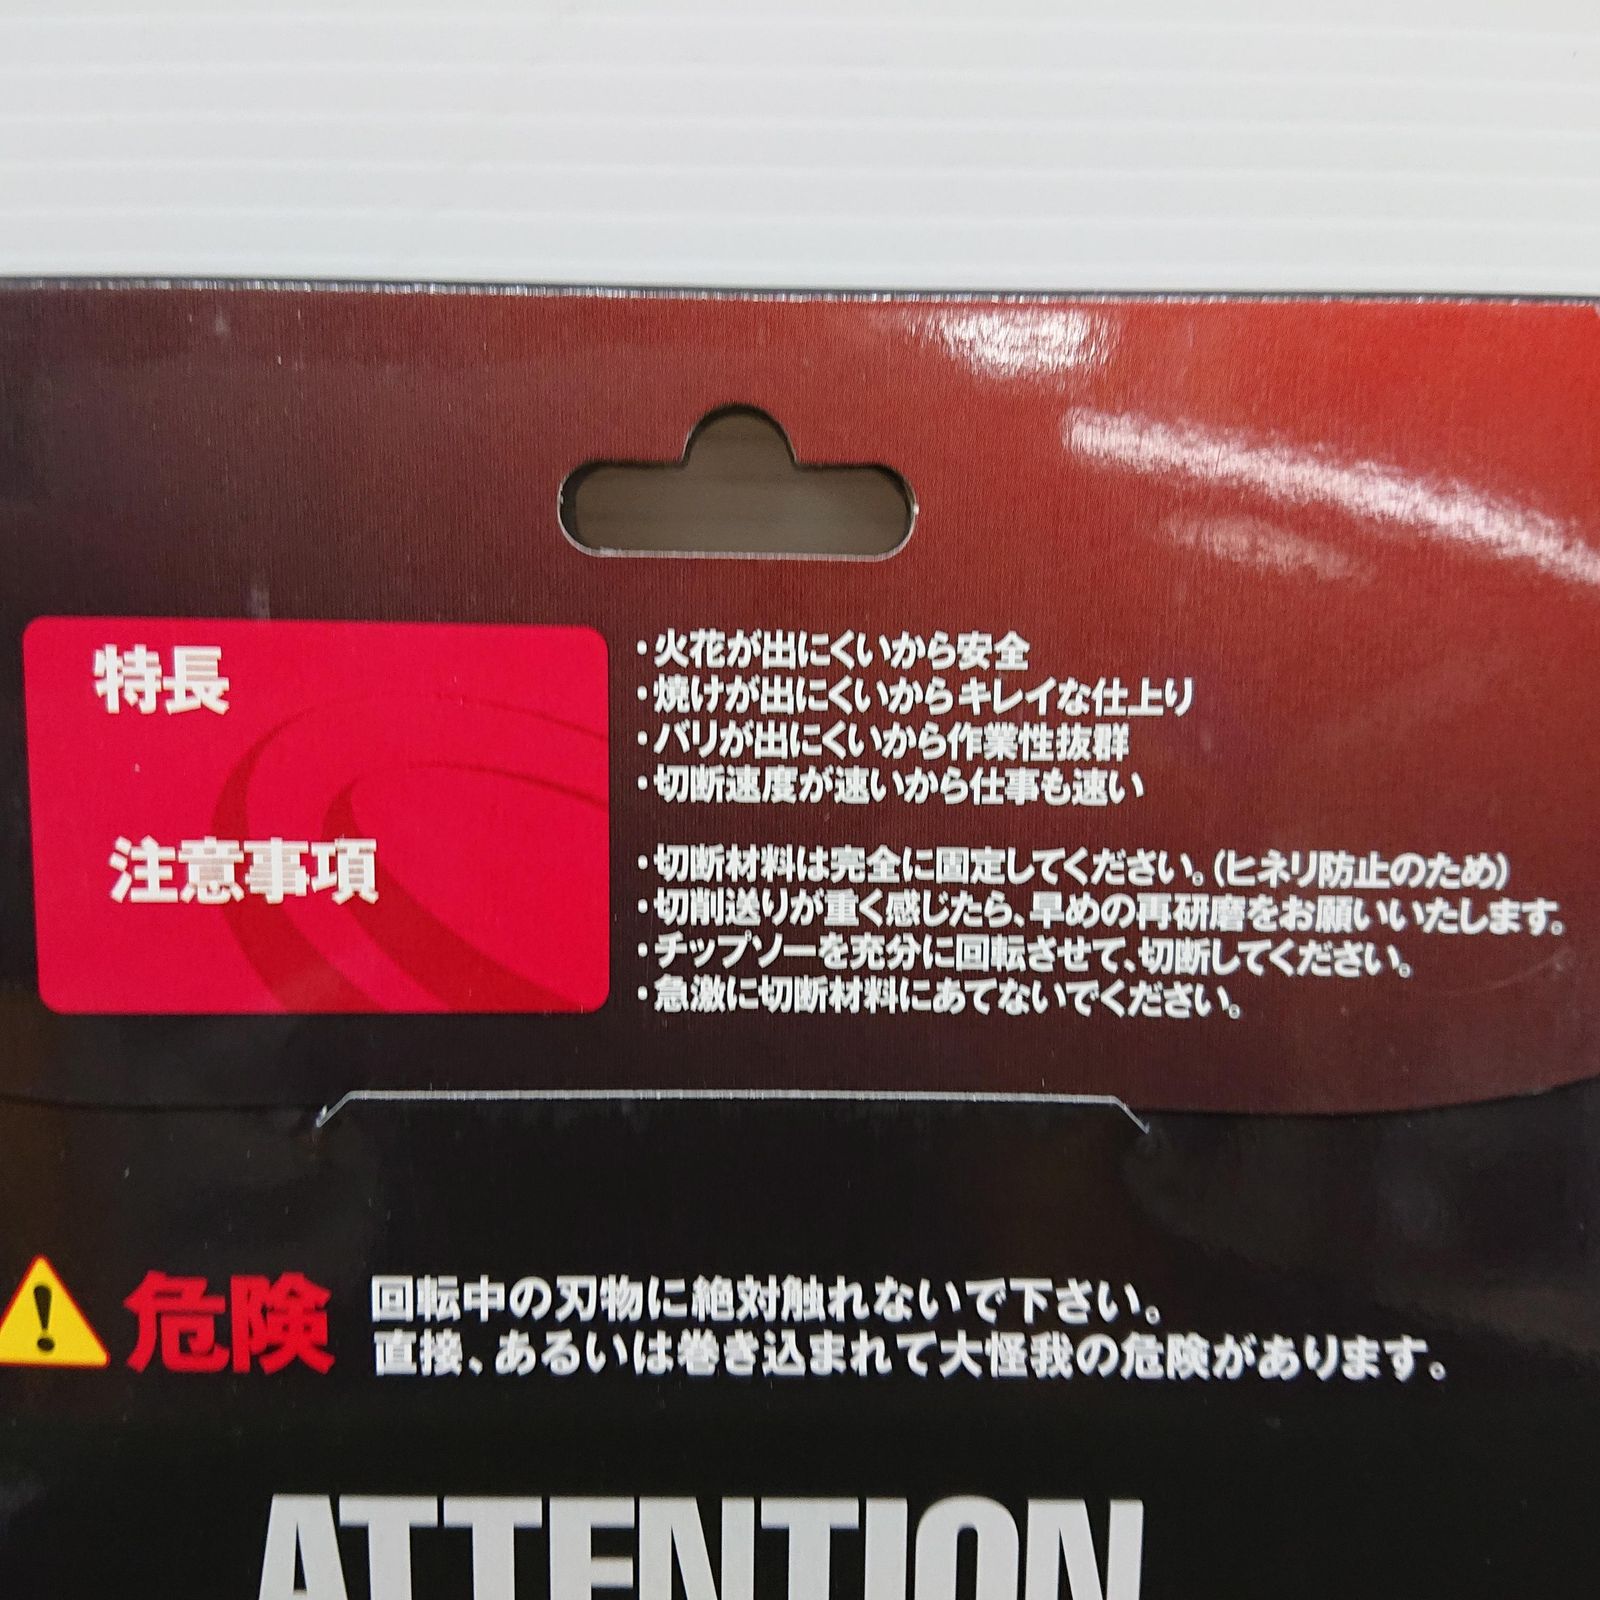 特長
・火花が出にくいから安全
・焼けが出にくいからキレイな仕上り
・バリが出にくいから作業性抜群
・切断速度が速いから仕事も速い
注意事項
・切断材料は完全に固定してください。(ヒネリ防止のため)
・切削送りが重く感じたら、早めの再研磨をお願いいたします。
・チップソーを充分に回転させて、切断してください。
・急激に切断材料にあてないでください。
危険
回転中の刃物に絶対触れないで下さい。
直接、あるいは巻き込まれて大怪我の危険があります。
ATTENTION